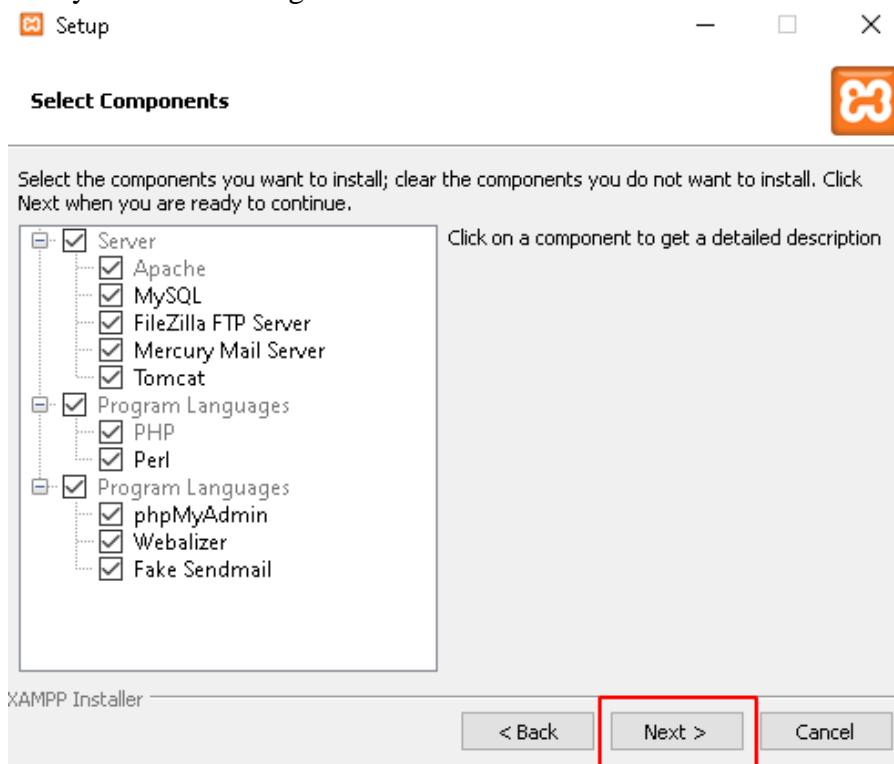 Setup
Select Components
Select the components you want to install; clear the components you do not want to install. Click
Next when you are ready to continue.
Server
Apache
MySQL
FileZilla FTP Server
Mercury Mail Server
Tomcat
Program Languages
PHP
Perl
Program Languages
phpMyAdmin
Webalizer
Fake Sendmail
Click on a component to get a detailed description
XAMPP Installer
< Back
Next >
Cancel